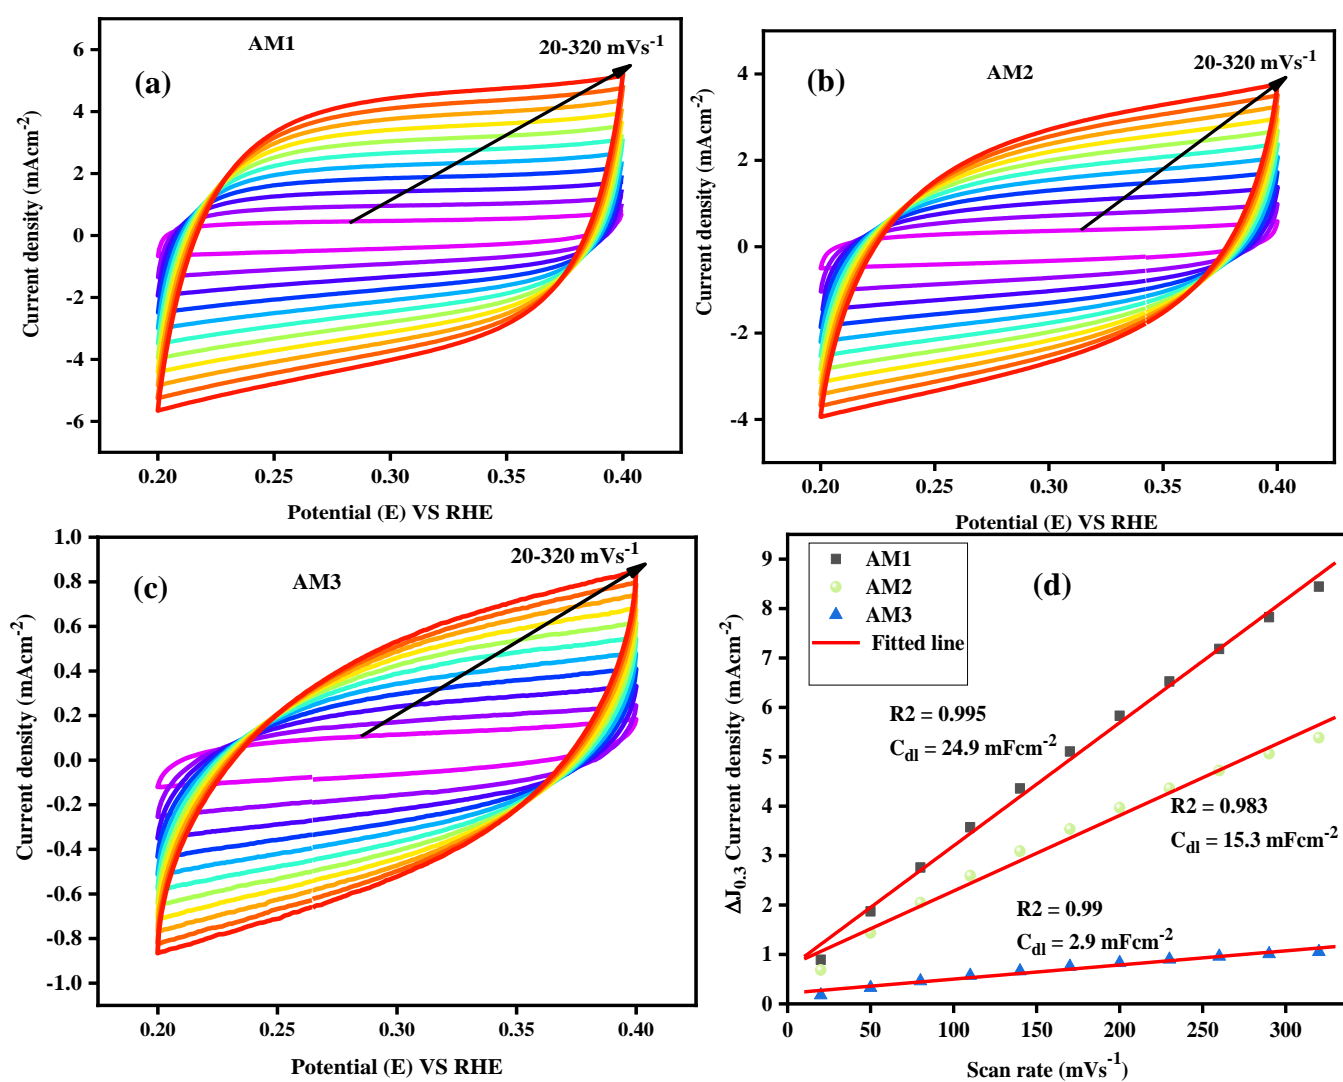 AM1
(a)
20-320 mVs⁻¹
Current density (mAcm⁻²)
6
4
2
0
-2
-4
-6
0.20
0.25
0.30
0.35
0.40
Potential (E) VS RHE
AM2
(b)
20-320 mVs⁻¹
Current density (mAcm⁻²)
4
2
0
-2
-4
0.20
0.25
0.30
0.35
0.40
Potential (E) VS RHE
AM3
(c)
20-320 mVs⁻¹
Current density (mAcm⁻²)
1.0
0.8
0.6
0.4
0.2
0.0
-0.2
-0.4
-0.6
-0.8
-1.0
0.20
0.25
0.30
0.35
0.40
Potential (E) VS RHE
AM1
AM2
AM3
Fitted line
(d)
R2 = 0.995
C_dl = 24.9 mFcm⁻²
R2 = 0.983
C_dl = 15.3 mFcm⁻²
R2 = 0.99
C_dl = 2.9 mFcm⁻²
ΔJ₀.₃ Current density (mAcm⁻²)
9
8
7
6
5
4
3
2
1
0
0
50
100
150
200
250
300
Scan rate (mVs⁻¹)